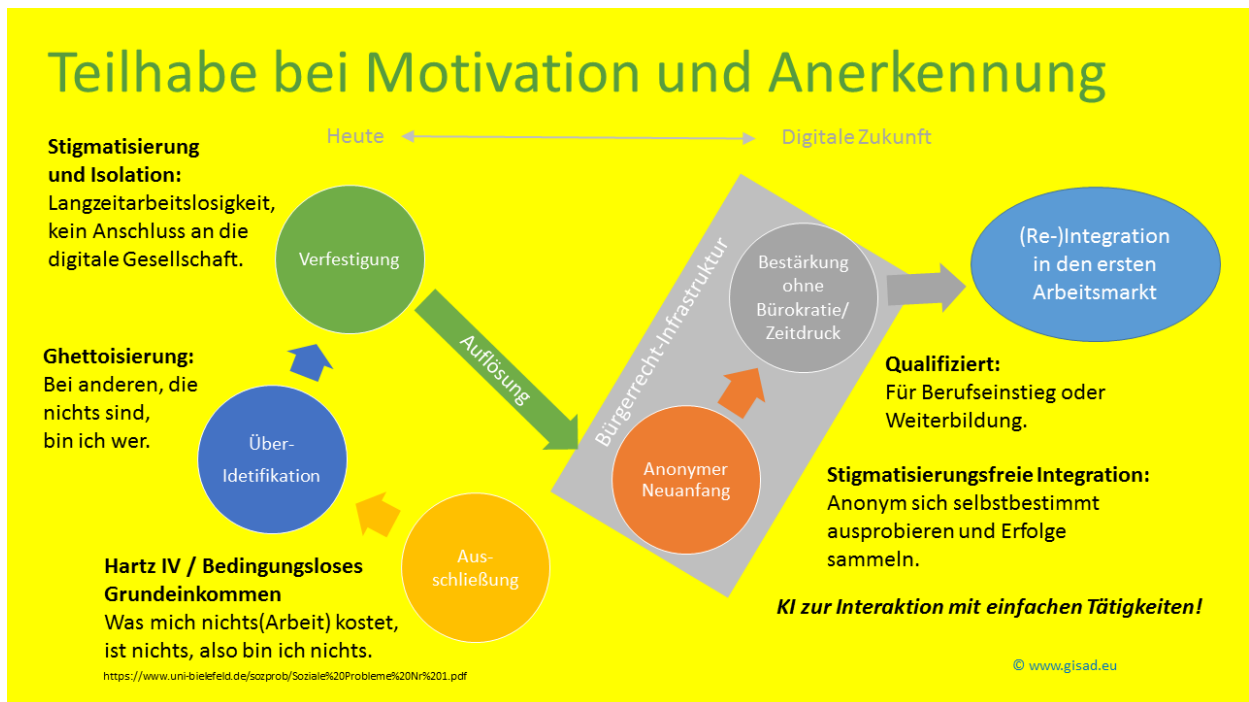 Teilhabe bei Motivation und Anerkennung
Heute
Digitale Zukunft
Stigmatisierung
und Isolation:
Langzeitarbeitslosigkeit,
kein Anschluss an die
digitale Gesellschaft.
Verfestigung
Auflösung
Ghettoisierung:
Bei anderen, die
nichts sind,
bin ich wer.
Über-
Idetifikation
Aus-
schließung
Hartz IV / Bedingungsloses
Grundeinkommen
Was mich nichts(Arbeit) kostet,
ist nichts, also bin ich nichts.
https://www.uni-bielefeld.de/sozprob/Soziale%20Probleme%20Nr%201.pdf
Bürgerrecht-Infrastruktur
Anonymer
Neuanfang
Bestärkung
ohne
Bürokratie/
Zeitdruck
(Re-)Integration
in den ersten
Arbeitsmarkt
Qualifiziert:
Für Berufseinstieg oder
Weiterbildung.
Stigmatisierungsfreie Integration:
Anonym sich selbstbestimmt
ausprobieren und Erfolge
sammeln.
KI zur Interaktion mit einfachen Tätigkeiten!
© www.gisad.eu